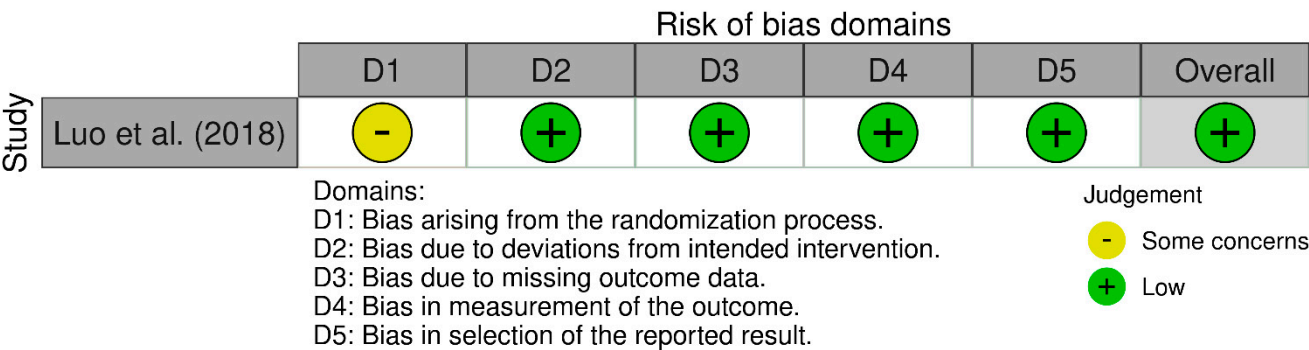 Risk of bias domains
D1 D2 D3 D4 D5 Overall
Study
Luo et al. (2018) - + + + + +
Domains:
D1: Bias arising from the randomization process.
D2: Bias due to deviations from intended intervention.
D3: Bias due to missing outcome data.
D4: Bias in measurement of the outcome.
D5: Bias in selection of the reported result.
Judgement
- Some concerns
+ Low